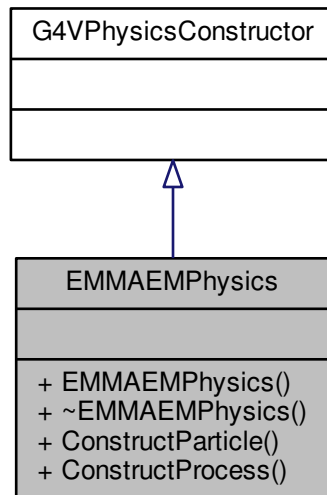 G4VPhysicsConstructor
EMMAEMPhysics
+ EMMAEMPhysics()
+ ~EMMAEMPhysics()
+ ConstructParticle()
+ ConstructProcess()